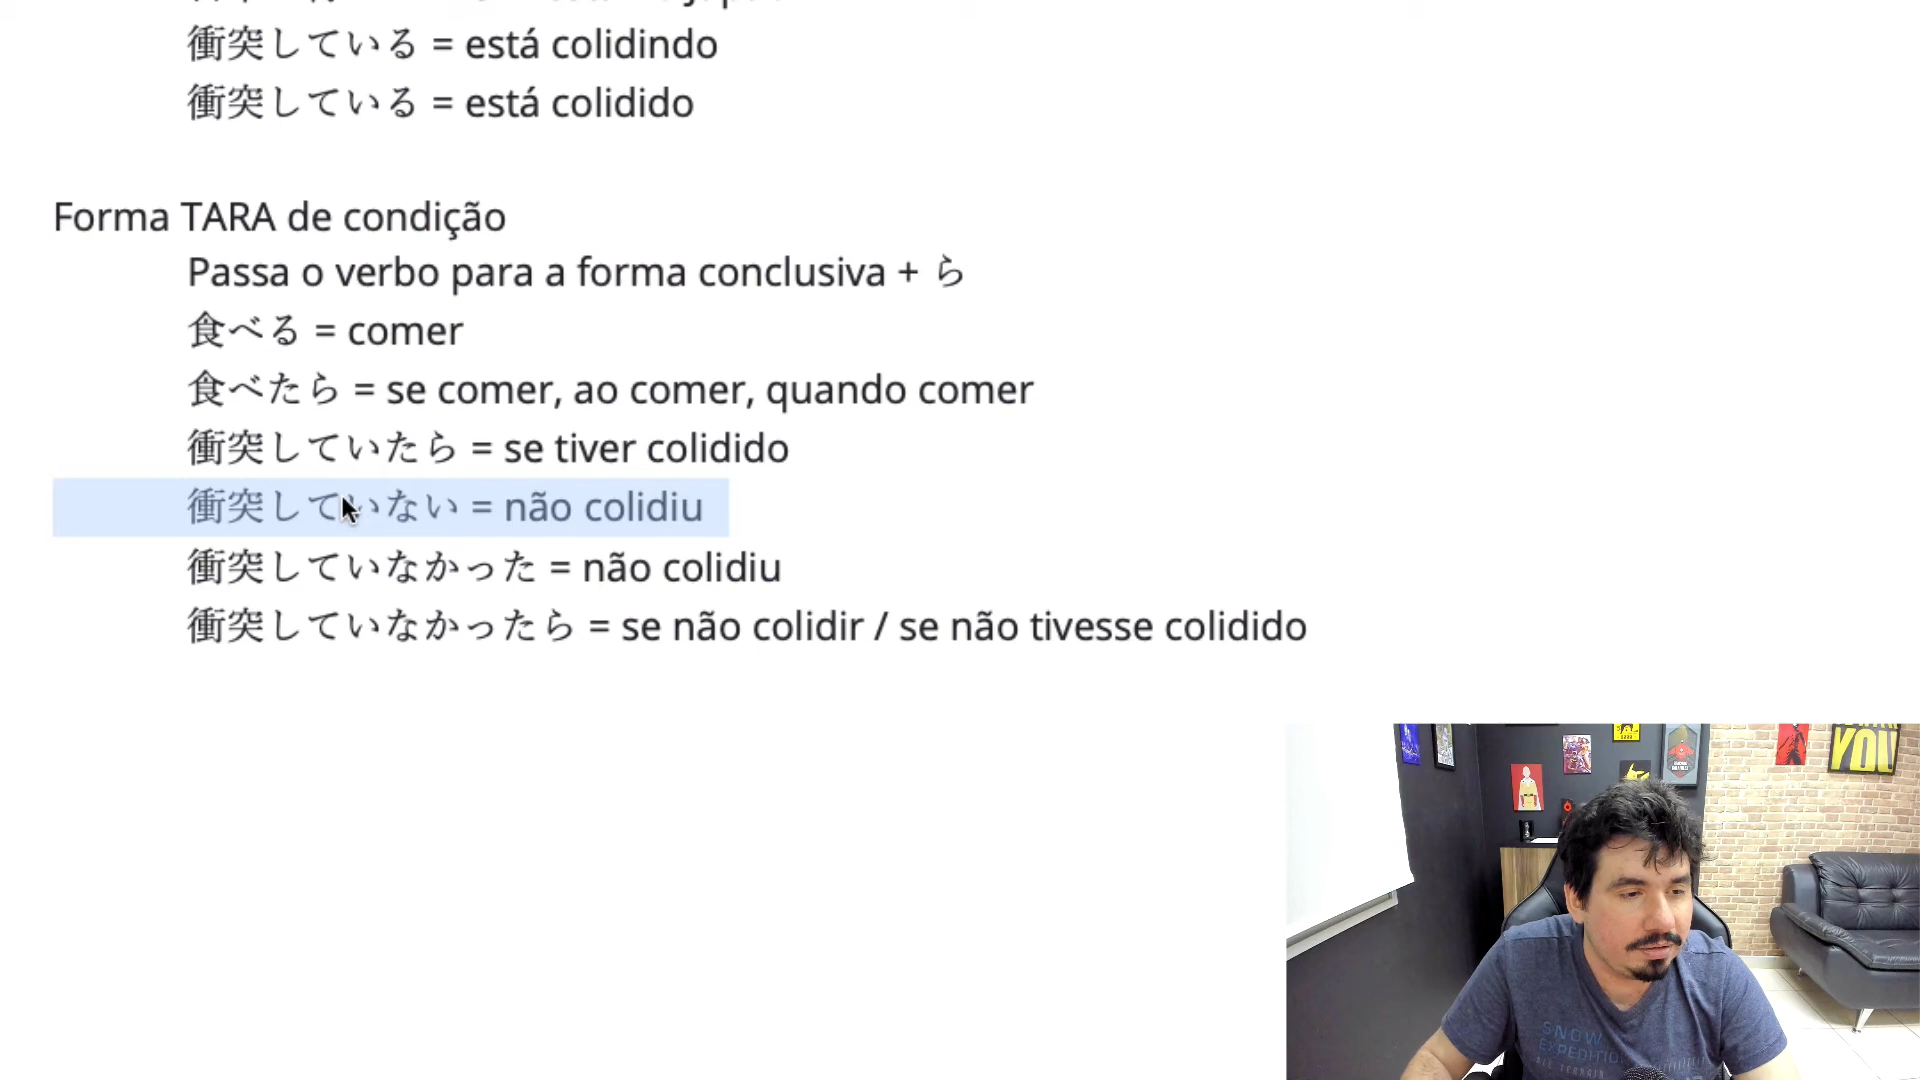 衝突している = está colidindo
衝突している = está colidido
Forma TARA de condição
Passa o verbo para a forma conclusiva + ら
食べる = comer
食べたら = se comer, ao comer, quando comer
衝突していたら = se tiver colidido
衝突していない = não colidiu
衝突していなかった = não colidiu
衝突していなかったら = se não colidir / se não tivesse colidido
YOU
SNOW
EXPEDITIO